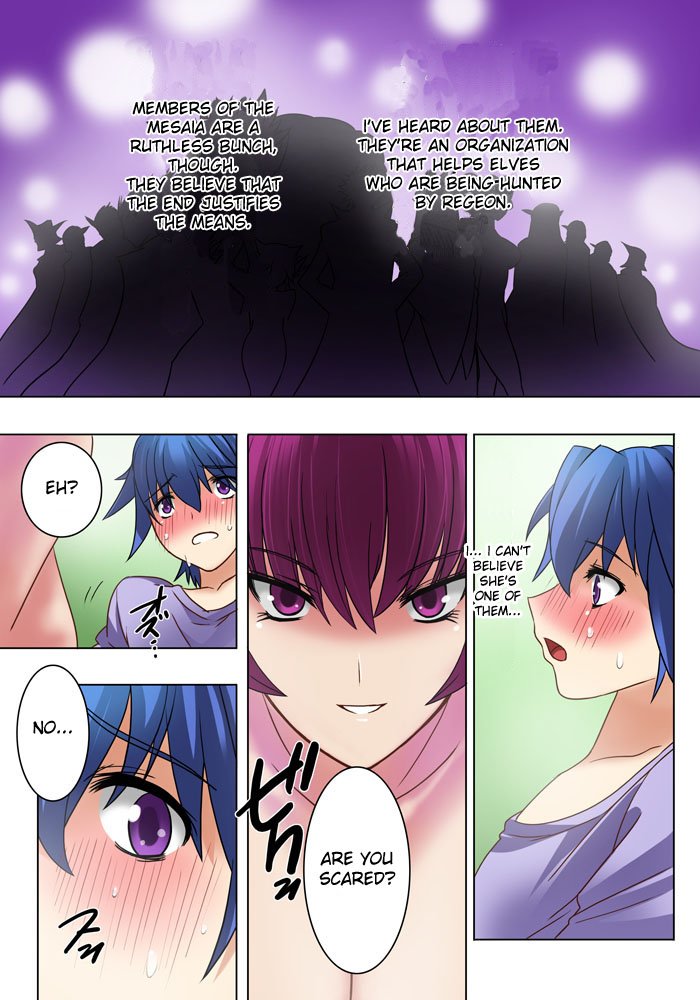 I'VE HEARD ABOUT THEM.
THEY'RE AN ORGANIZATION
THAT HELPS ELVES
WHO ARE BEING HUNTED
BY REGEON.
MEMBERS OF THE
MESAIA ARE A
RUTHLESS BUNCH,
THOUGH.
THEY BELIEVE THAT
THE END JUSTIFIES
THE MEANS.
I... I CAN'T
BELIEVE
SHE'S
ONE OF
THEM...
ARE YOU
SCARED?
EH?
NO...